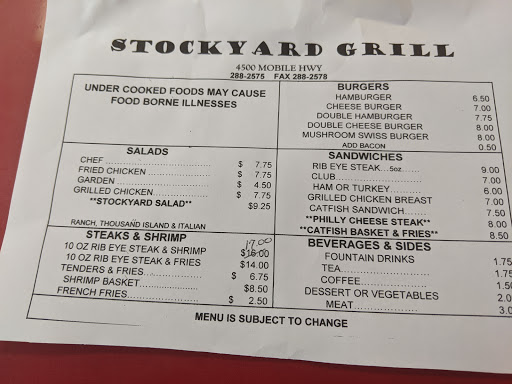 STOCKYARD GRILL
4500 MOBILE HWY
288-2575 FAX 288-2578
UNDER COOKED FOODS MAY CAUSE
FOOD BORNE ILLNESSES
SALADS
CHEF $ 7.75
FRIED CHICKEN $ 7.75
GARDEN $ 4.50
GRILLED CHICKEN $ 7.75
**STOCKYARD SALAD** $9.25
RANCH, THOUSAND ISLAND & ITALIAN
STEAKS & SHRIMP
17.00
10 OZ RIB EYE STEAK & SHRIMP $16.00
10 OZ RIB EYE STEAK & FRIES $14.00
TENDERS & FRIES $ 6.75
SHRIMP BASKET $8.50
FRENCH FRIES $ 2.50
BURGERS
HAMBURGER 6.50
CHEESE BURGER 7.00
DOUBLE HAMBURGER 7.75
DOUBLE CHEESE BURGER 8.00
MUSHROOM SWISS BURGER 8.00
ADD BACON 0.50
SANDWICHES
RIB EYE STEAK...5oz 9.00
CLUB 7.00
HAM OR TURKEY 6.00
GRILLED CHICKEN BREAST 7.00
CATFISH SANDWICH 7.50
**PHILLY CHEESE STEAK** 8.00
**CATFISH BASKET & FRIES** 8.50
BEVERAGES & SIDES
FOUNTAIN DRINKS 1.75
TEA 1.75
COFFEE 1.50
DESSERT OR VEGETABLES 2.0
MEAT 3.0
MENU IS SUBJECT TO CHANGE